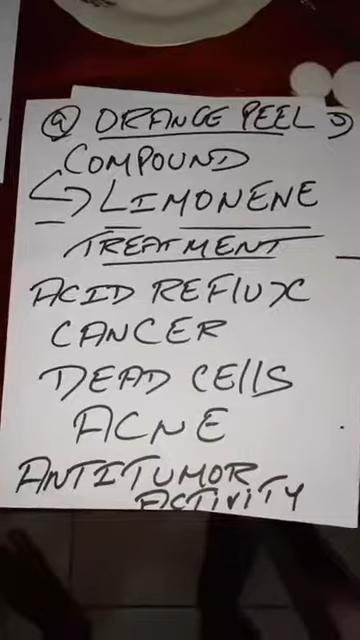 @ ORANGE PEEL
COMPOUND
LIMONENE
TREATMENT
ACID REFLUX
CANCER
DEAD CELLS
ACNE
ANTITUMOR
ACTIVITY